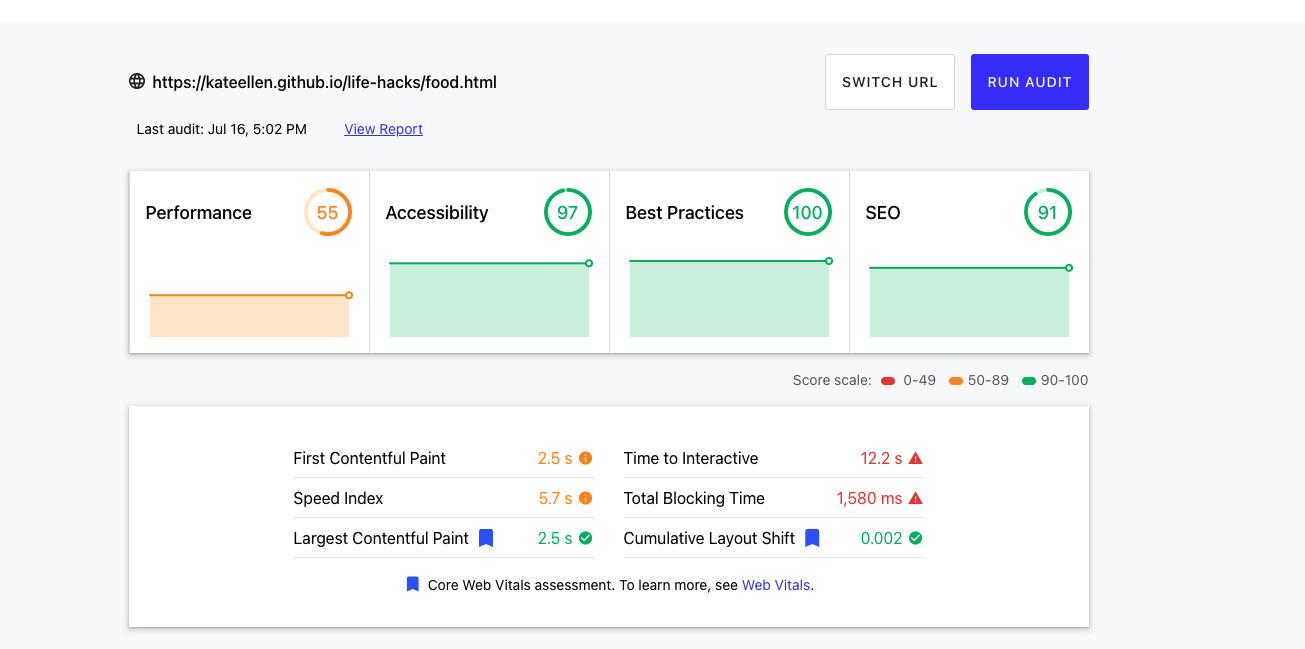 https://kateellen.github.io/life-hacks/food.html
SWITCH URL
RUN AUDIT
Last audit: Jul 16, 5:02 PM
View Report
Performance 55
Accessibility 97
Best Practices 100
SEO 91
Score scale: 0-49 50-89 90-100
First Contentful Paint 2.5 s
Time to Interactive 12.2 s
Speed Index 5.7 s
Total Blocking Time 1,580 ms
Largest Contentful Paint 2.5 s
Cumulative Layout Shift 0.002
Core Web Vitals assessment. To learn more, see Web Vitals.